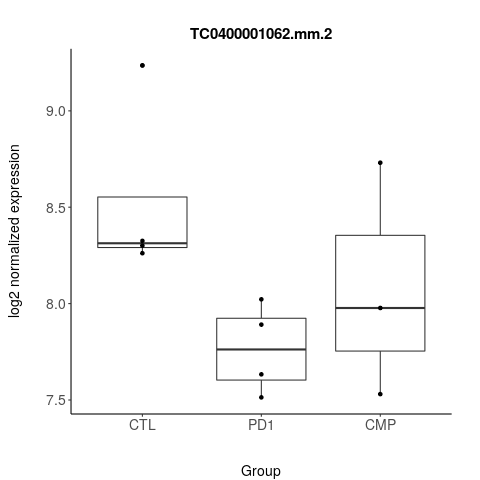 TC0400001062.mm.2
log2 normalized expression
9.0
8.5
8.0
7.5
CTL PD1 CMP
Group